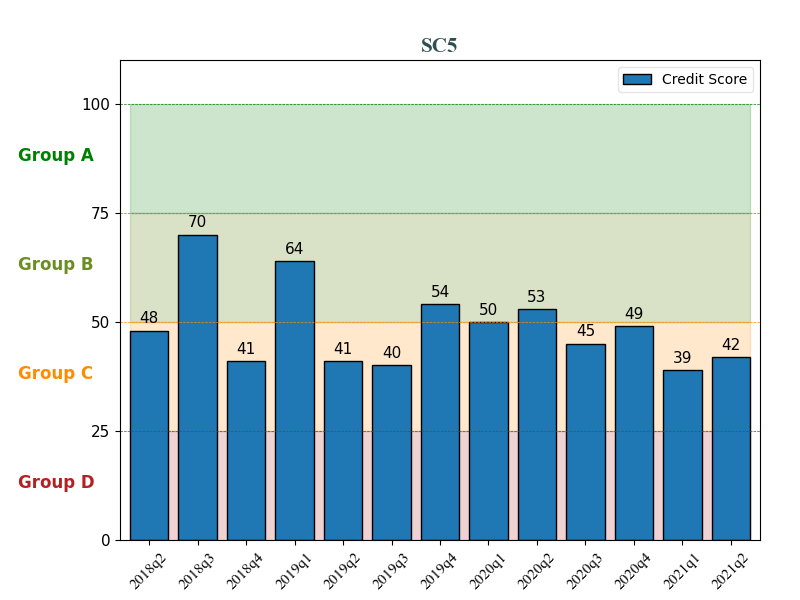 SC5
Credit Score
100
75
50
25
0
Group A
Group B
Group C
Group D
48
70
41
64
41
40
54
50
53
45
49
39
42
2018q2
2018q3
2018q4
2019q1
2019q2
2019q3
2019q4
2020q1
2020q2
2020q3
2020q4
2021q1
2021q2